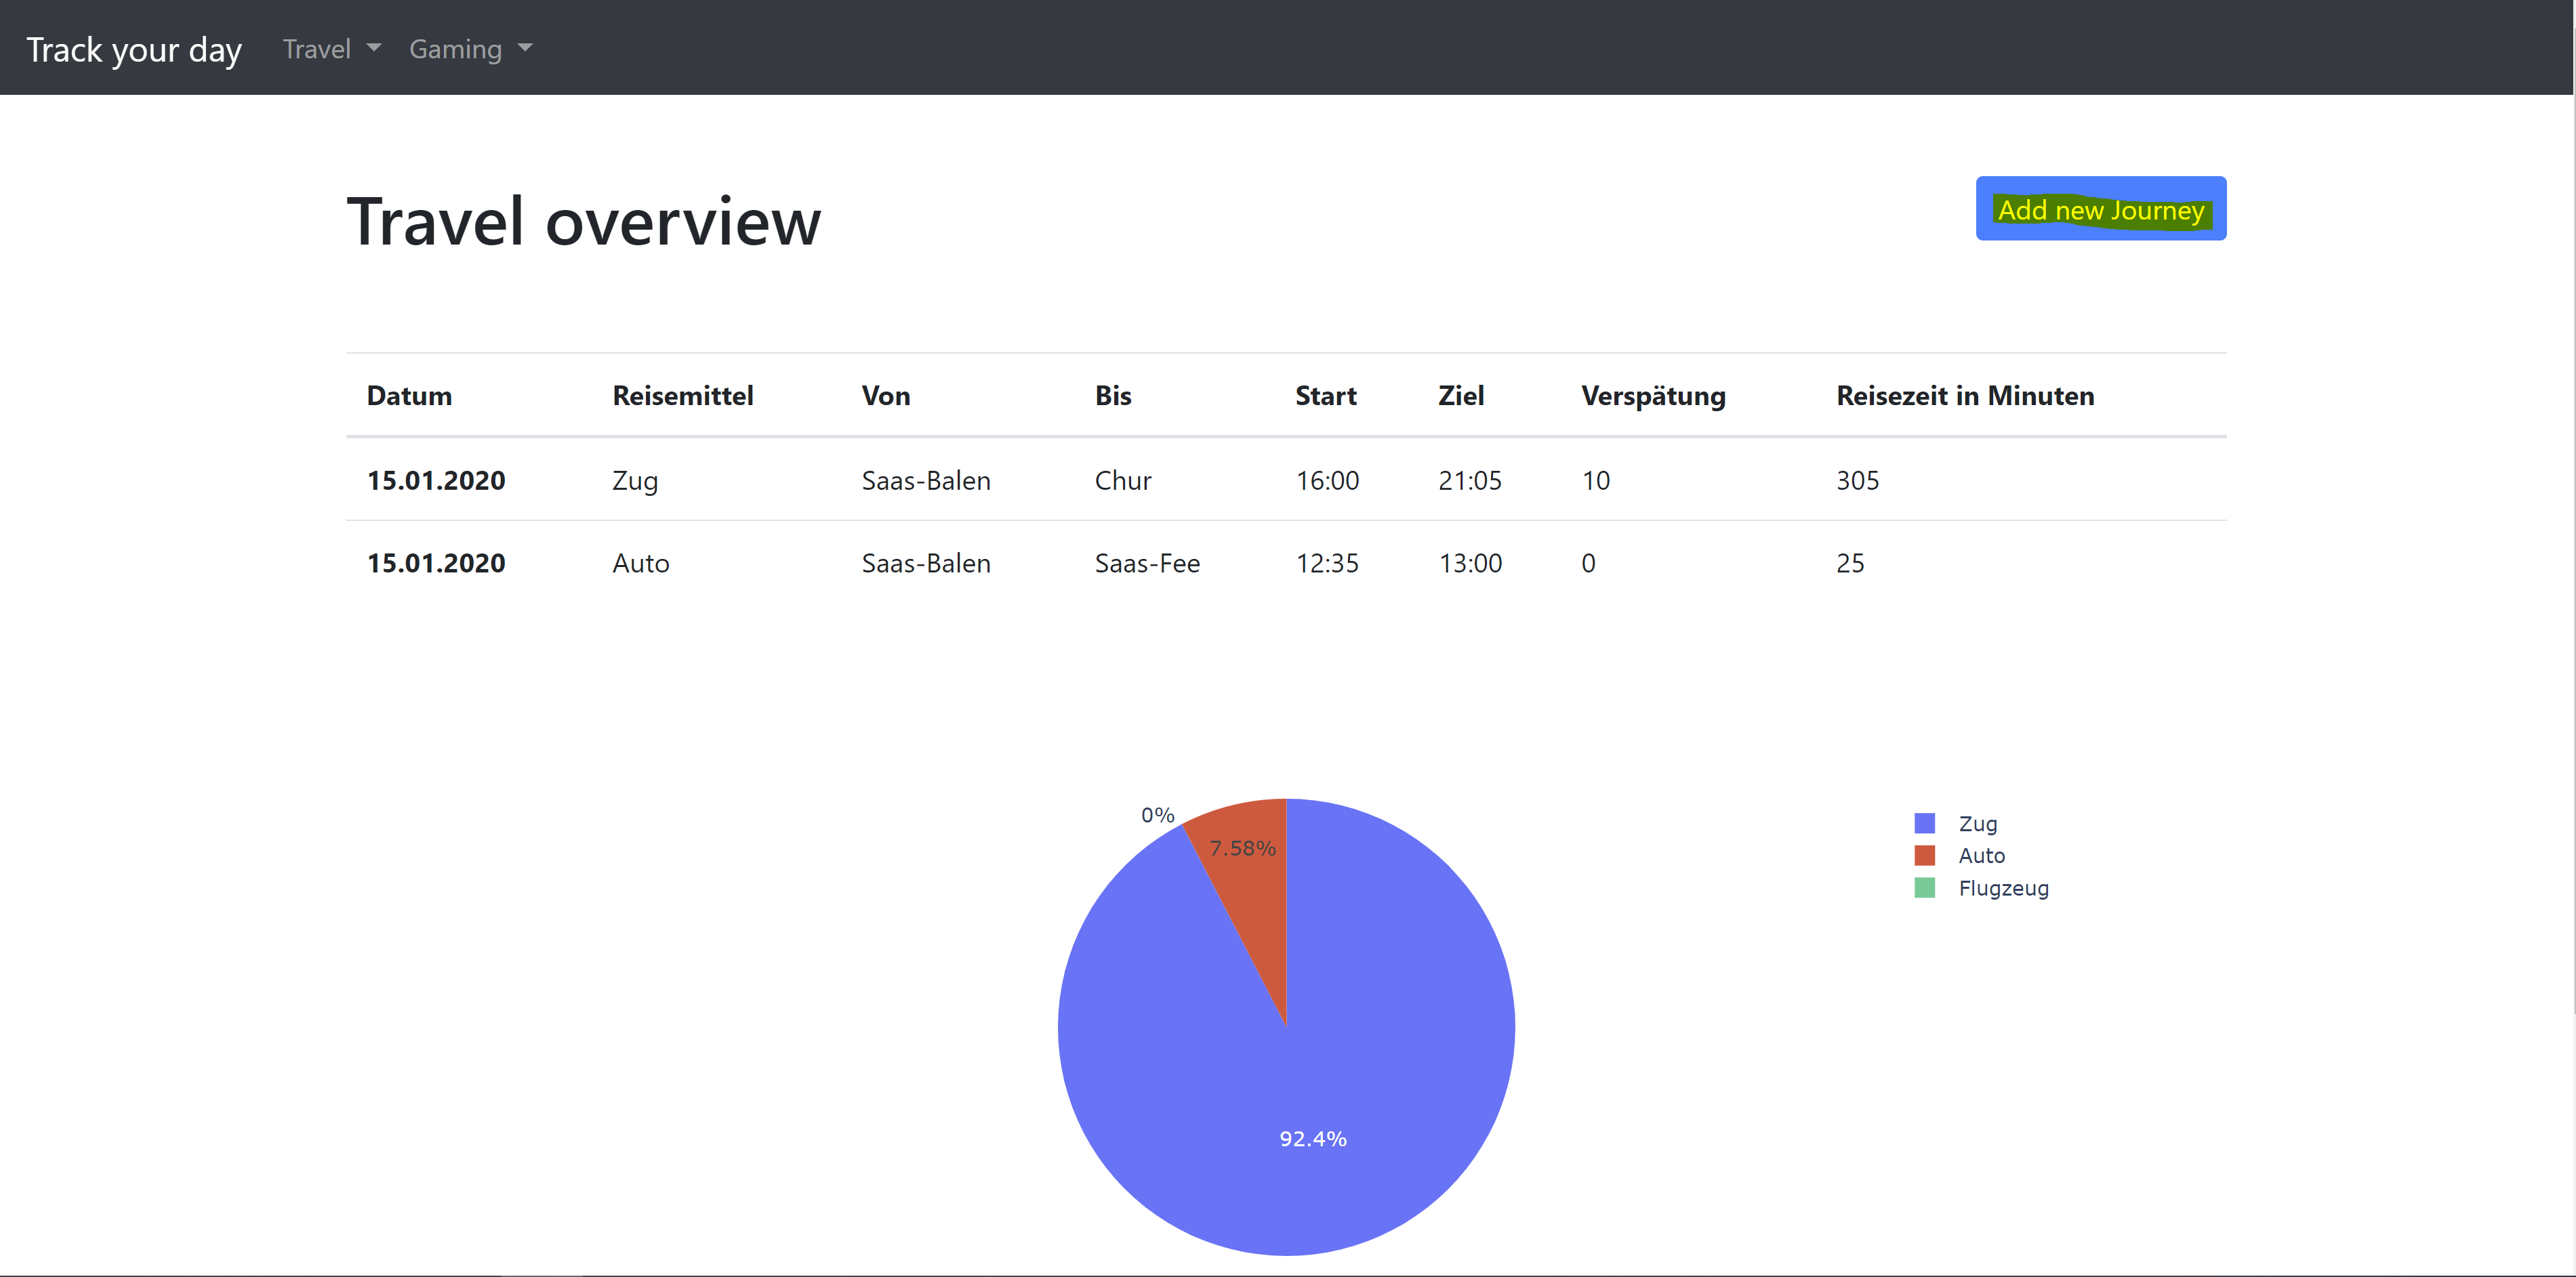 Track your day Travel Gaming
Travel overview
Add new Journey
Datum Reisemittel Von Bis Start Ziel Verspätung Reisezeit in Minuten
15.01.2020 Zug Saas-Balen Chur 16:00 21:05 10 305
15.01.2020 Auto Saas-Balen Saas-Fee 12:35 13:00 0 25
0%
7.58%
92.4%
Zug
Auto
Flugzeug